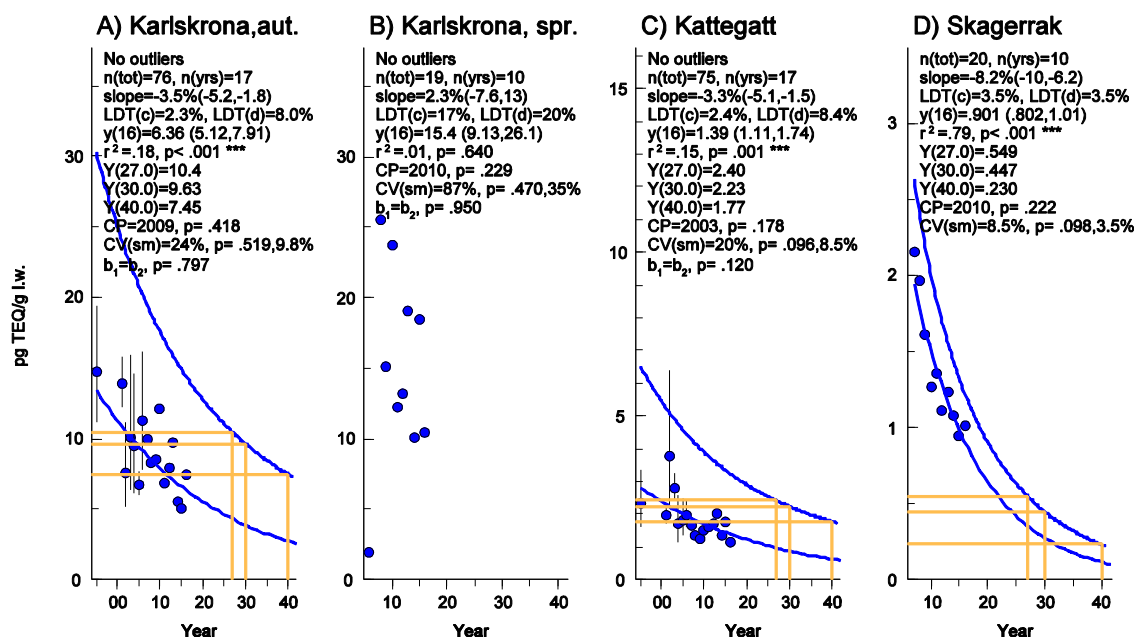 A) Karlskrona,aut.
No outliers
n(tot)=76, n(yrs)=17
slope=-3.5%(-5.2,-1.8)
LDT(c)=2.3%, LDT(d)=8.0%
y(16)=6.36 (5.12,7.91)
r²=.18, p< .001 ***
Y(27.0)=10.4
Y(30.0)=9.63
Y(40.0)=7.45
CP=2009, p= .418
CV(sm)=24%, p= .519,9.8%
b₁=b₂, p= .797
pg TEQ/g l.w.
30
20
10
0
00 10 20 30 40
Year
B) Karlskrona, spr.
No outliers
n(tot)=19, n(yrs)=10
slope=2.3%(-7.6,13)
LDT(c)=17%, LDT(d)=20%
y(16)=15.4 (9.13,26.1)
r²=.01, p= .640
CP=2010, p= .229
CV(sm)=87%, p= .470,35%
b₁=b₂, p= .950
30
20
10
0
10 20 30 40
Year
C) Kattegatt
No outliers
n(tot)=75, n(yrs)=17
slope=-3.3%(-5.1,-1.5)
LDT(c)=2.4%, LDT(d)=8.4%
y(16)=1.39 (1.11,1.74)
r²=.15, p= .001 ***
Y(27.0)=2.40
Y(30.0)=2.23
Y(40.0)=1.77
CP=2003, p= .178
CV(sm)=20%, p= .096,8.5%
b₁=b₂, p= .120
15
10
5
0
00 10 20 30 40
Year
D) Skagerrak
No outliers
n(tot)=20, n(yrs)=10
slope=-8.2%(-10,-6.2)
LDT(c)=3.5%, LDT(d)=3.5%
y(16)=.901 (.802,1.01)
r²=.79, p< .001 ***
Y(27.0)=.549
Y(30.0)=.447
Y(40.0)=.230
CP=2010, p= .222
CV(sm)=8.5%, p= .098,3.5%
3
2
1
0
10 20 30 40
Year